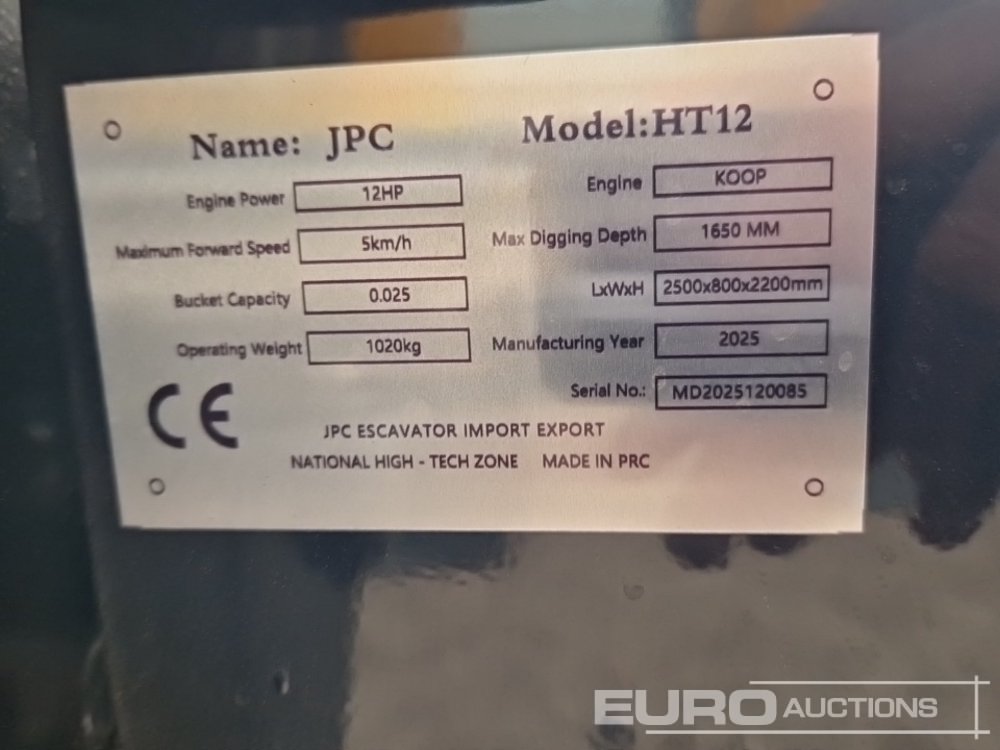 Name: JPC Model:HT12
Engine Power 12HP Engine KOOP
Maximum Forward Speed 5km/h Max Digging Depth 1650 MM
Bucket Capacity 0.025 LxWxH 2500x800x2200mm
Operating Weight 1020kg Manufacturing Year 2025
Serial No.: MD2025120085
CE
JPC ESCAVATOR IMPORT EXPORT
NATIONAL HIGH - TECH ZONE MADE IN PRC
EURO AUCTIONS